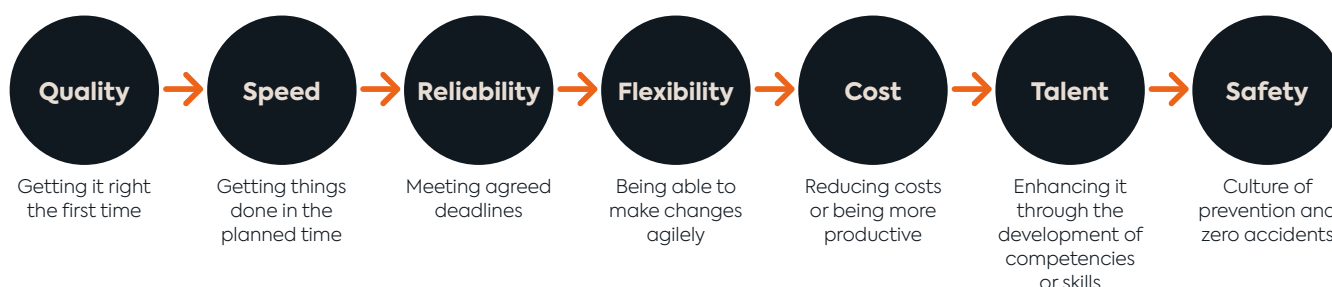 Quality
Speed
Reliability
Flexibility
Cost
Talent
Safety
Getting it right
the first time
Getting things
done in the
planned time
Meeting agreed
deadlines
Being able to
make changes
agilely
Reducing costs
or being more
productive
Enhancing it
through the
development of
competencies
or skills
Culture of
prevention and
zero accidents